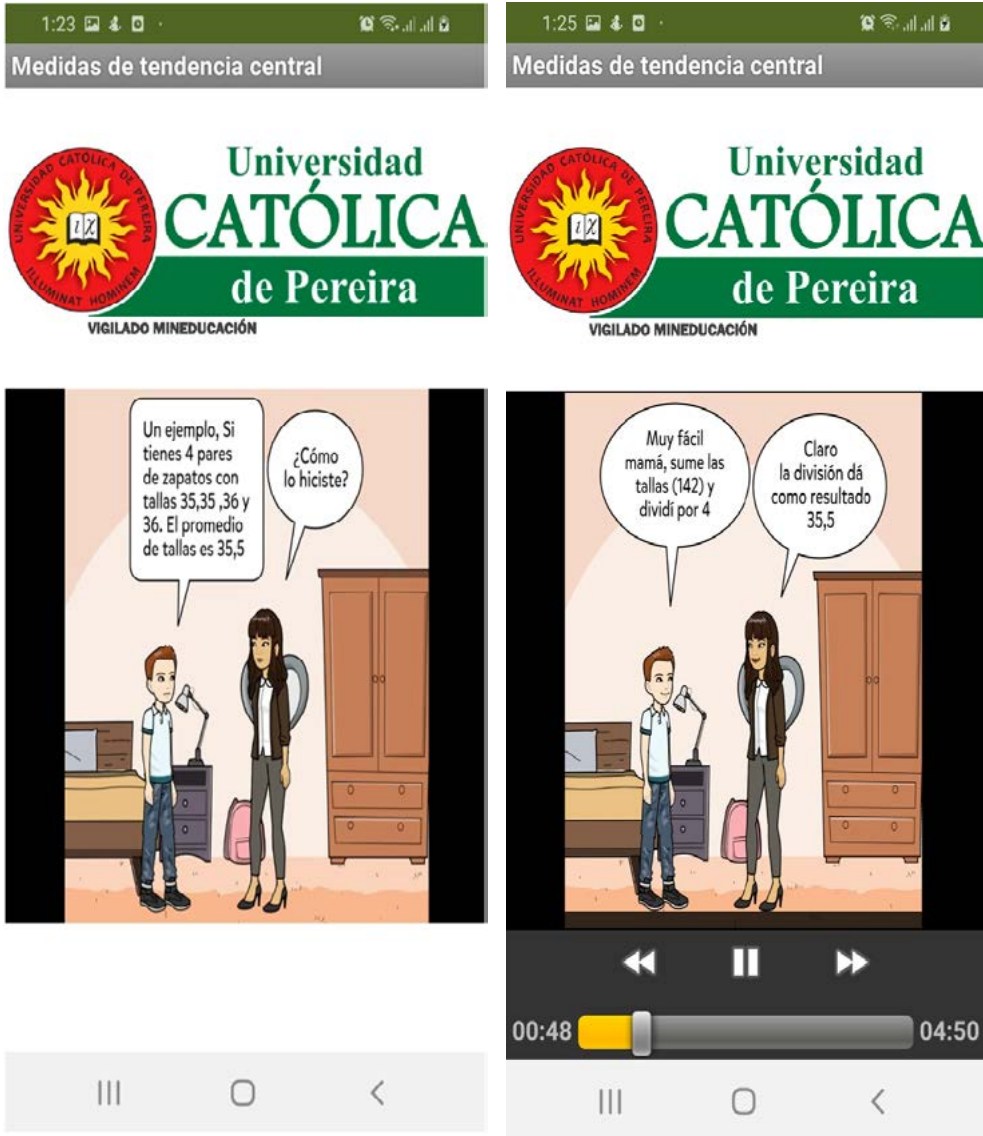 1:23
Medidas de tendencia central
UNIVERSIDAD CATÓLICA DE PEREIRA
ILLUMINAT HOMINEM
Universidad
CATÓLICA
de Pereira
VIGILADO MINEDUCACIÓN
Un ejemplo, Si
tienes 4 pares
de zapatos con
tallas 35,35 ,36 y
36. El promedio
de tallas es 35,5
¿Cómo
lo hiciste?
1:25
Medidas de tendencia central
UNIVERSIDAD CATÓLICA DE PEREIRA
ILLUMINAT HOMINEM
Universidad
CATÓLICA
de Pereira
VIGILADO MINEDUCACIÓN
Muy fácil
mamá, sume las
tallas (142) y
dividí por 4
Claro
la división dá
como resultado
35,5
00:48
04:50